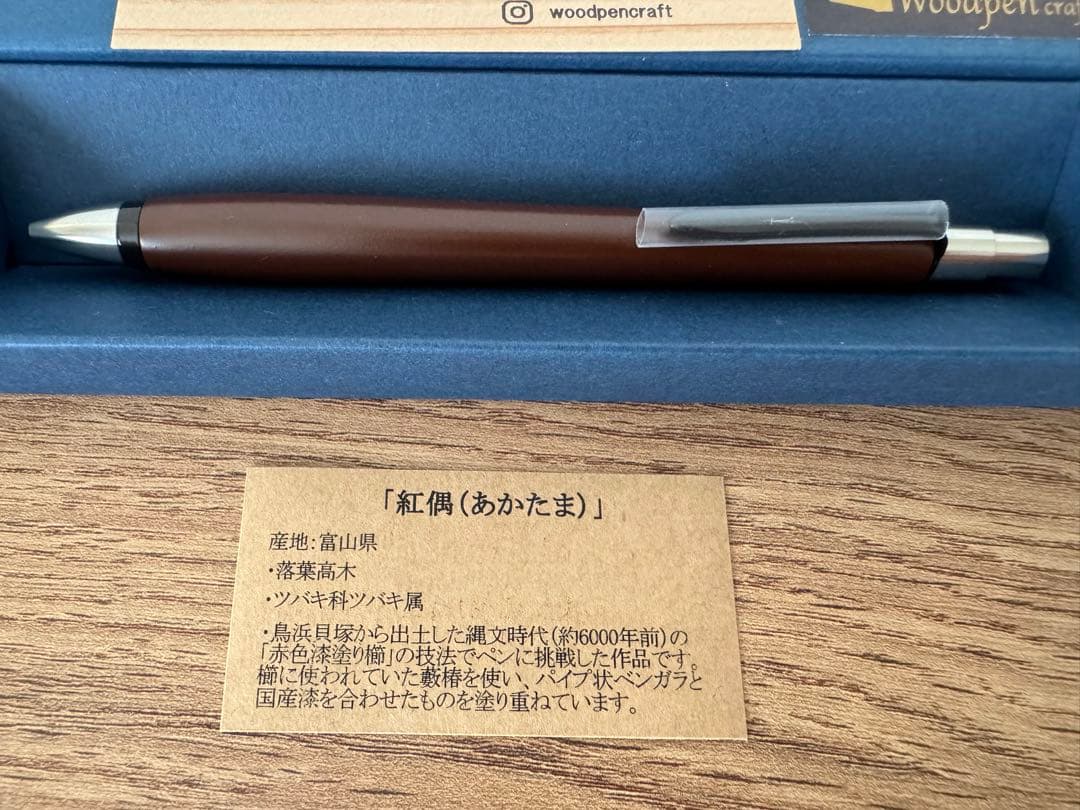 woodpencraft
woodpen craf
「紅偶(あかたま)」
産地:富山県
・落葉高木
・ツバキ科ツバキ属
・鳥浜貝塚から出土した縄文時代(約6000年前)の
「赤色漆塗り櫛」の技法でペンに挑戦した作品です。
櫛に使われていた藪椿を使い、パイプ状ベンガラと
国産漆を合わせたものを塗り重ねています。